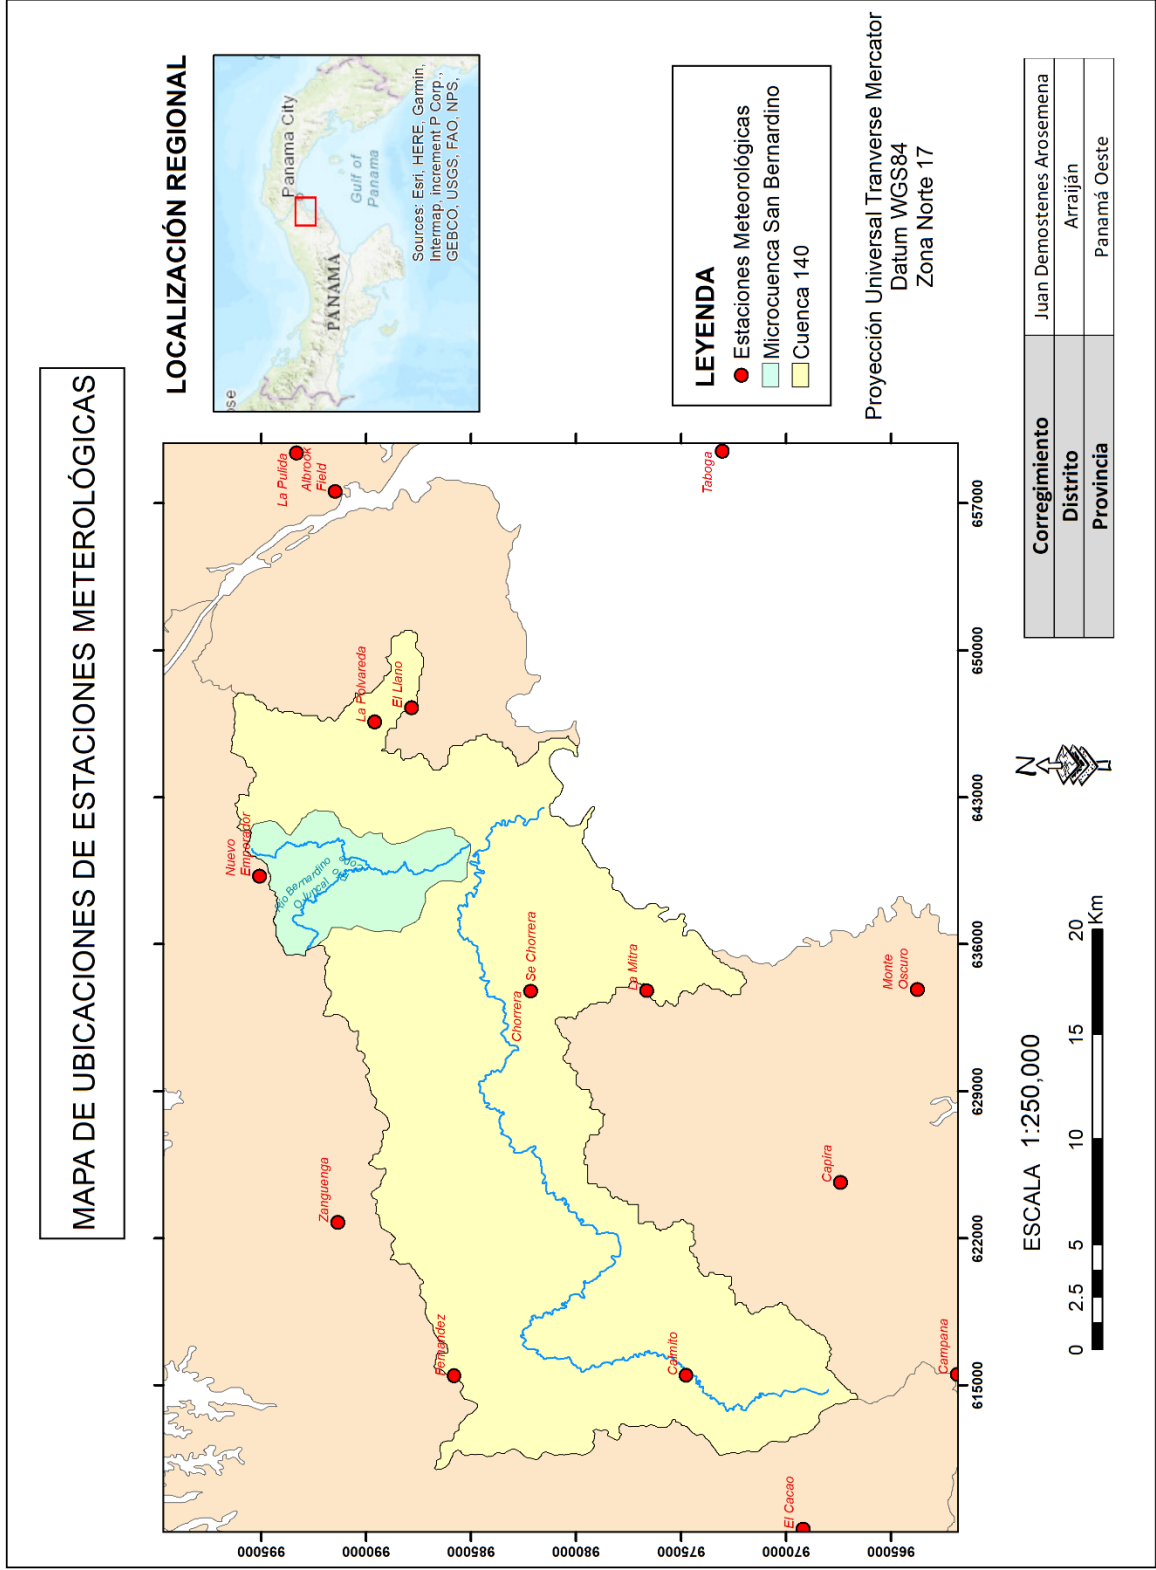 MAPA DE UBICACIONES DE ESTACIONES METEROLÓGICAS
LOCALIZACIÓN REGIONAL
ose
PANAMÁ
Panama City
Gulf of
Panama
Sources: Esri, HERE, Garmin,
Intermap, increment P Corp.,
GEBCO, USGS, FAO, NPS,
LEYENDA
Estaciones Meteorológicas
Microcuenca San Bernardino
Cuenca 140
Proyección Universal Tranverse Mercator
Datum WGS84
Zona Norte 17
995000
990000
985000
980000
975000
970000
965000
La Pulida
Albrook
Field
Nuevo
Emperador
Río Bernardino
Q Juncal o
La Polvareda
El Llano
Zanguenga
Fernandez
Chorrera
Se Chorrera
La Mitra
Caimito
Taboga
Capira
Monte
Oscuro
El Cacao
Campana
615000
622000
629000
636000
643000
650000
657000
ESCALA 1:250,000
0 2.5 5 10 15 20
Km
N
Corregimiento Juan Demostenes Arosemena
Distrito Arraiján
Provincia Panamá Oeste